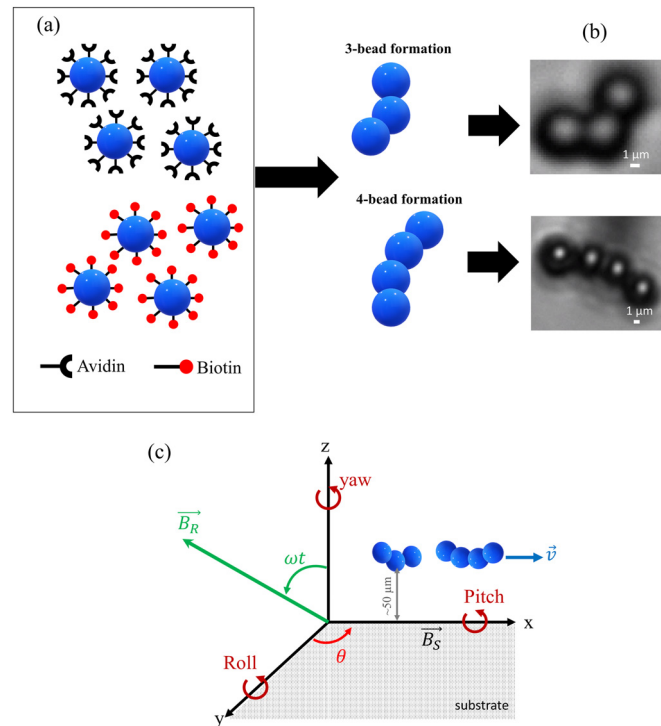 (a)
3-bead formation
(b)
1 μm
4-bead formation
1 μm
Avidin
Biotin
(c)
z
yaw
B_R
ωt
v
~50 μm
Pitch
x
B_S
θ
Roll
y
substrate